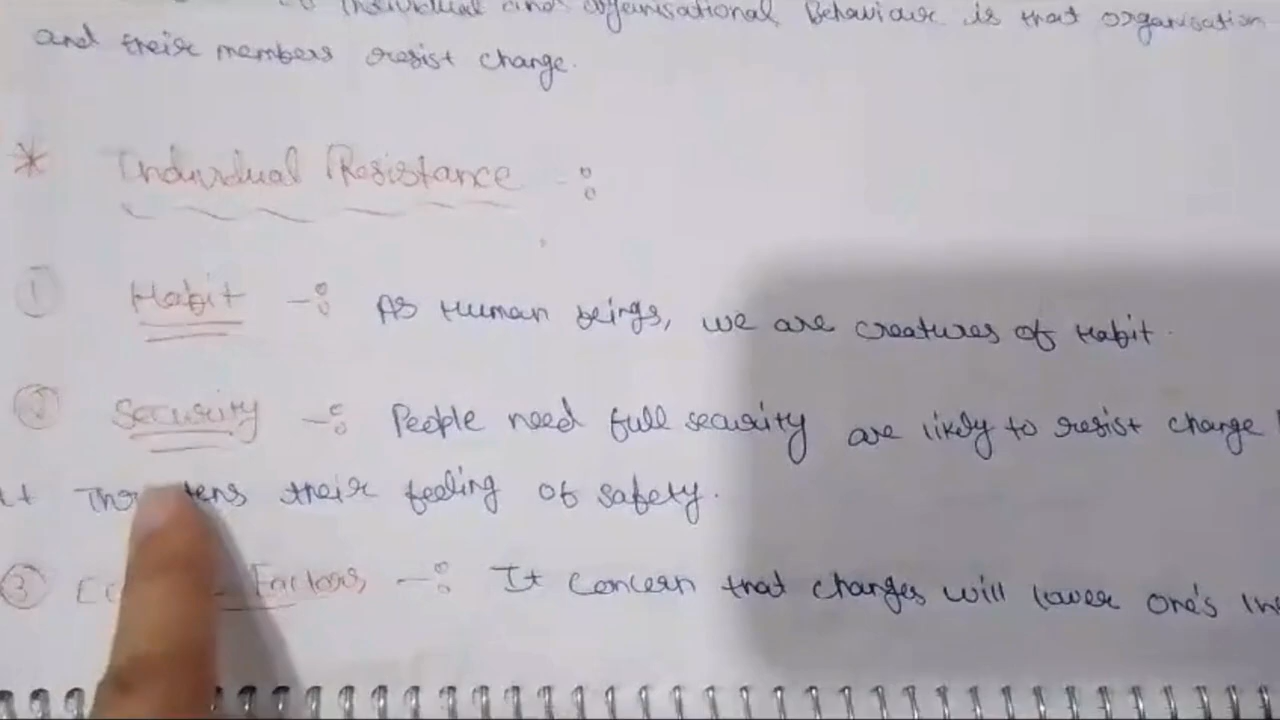 Individual and Organisational Behaviour is that organisation
and their members resist change.
* Individual Resistance -:
① Habit -: As Human beings, we are creatures of Habit.
② Security -: People need full security are likely to resist change
it their feeling of safety.
③ Factors -: It concern that changes will lower one's